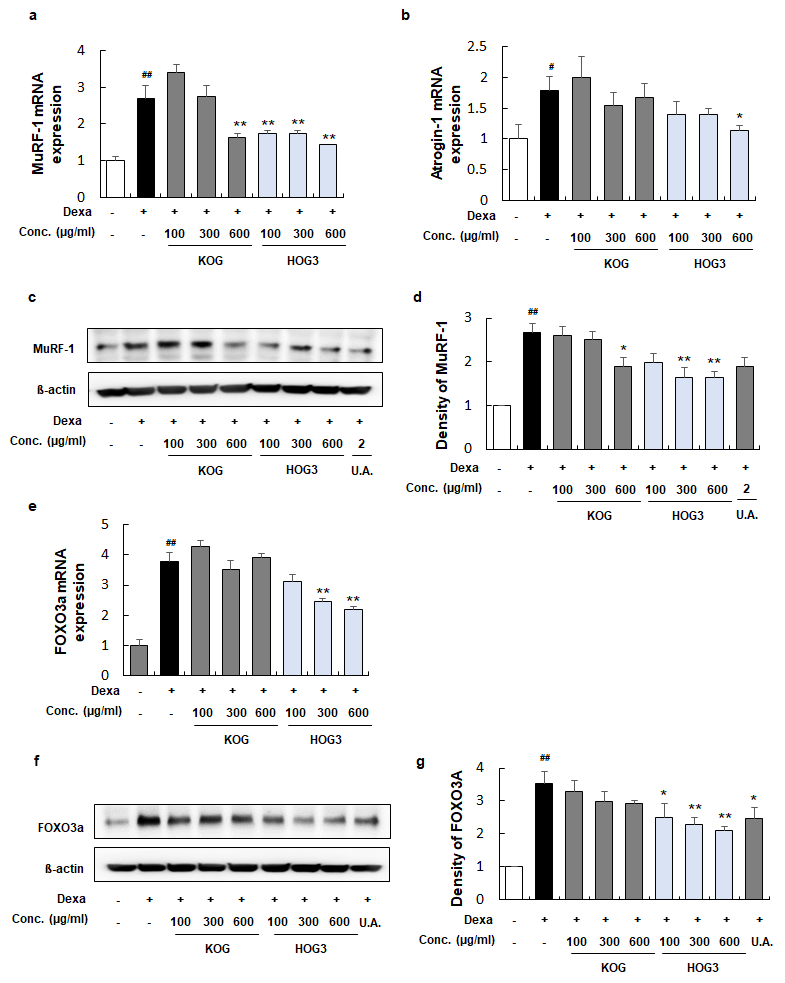 a
MuRF-1 mRNA
expression
4
3
2
1
0
##
**
**
**
**
Dexa - + + + + + + +
Conc. (µg/ml) - - 100 300 600 100 300 600
KOG HOG3
b
Atrogin-1 mRNA
expression
2.5
2
1.5
1
0.5
0
#
*
Dexa - + + + + + + +
Conc. (µg/ml) - - 100 300 600 100 300 600
KOG HOG3
c
MuRF-1
ß-actin
Dexa - + + + + + + + +
Conc. (µg/ml) - - 100 300 600 100 300 600 2
KOG HOG3 U.A.
d
Density of MuRF-1
3
2
1
0
##
*
**
**
Dexa - + + + + + + + +
Conc. (µg/ml) - - 100 300 600 100 300 600 2
KOG HOG3 U.A.
e
FOXO3a mRNA
expression
5
4
3
2
1
0
##
**
**
Dexa - + + + + + + +
Conc. (µg/ml) - - 100 300 600 100 300 600
KOG HOG3
f
FOXO3a
ß-actin
Dexa - + + + + + + + +
Conc. (µg/ml) - - 100 300 600 100 300 600 U.A.
KOG HOG3
g
Density of FOXO3A
4
3
2
1
0
##
*
**
**
*
Dexa - + + + + + + + +
Conc. (µg/ml) - - 100 300 600 100 300 600 U.A.
KOG HOG3